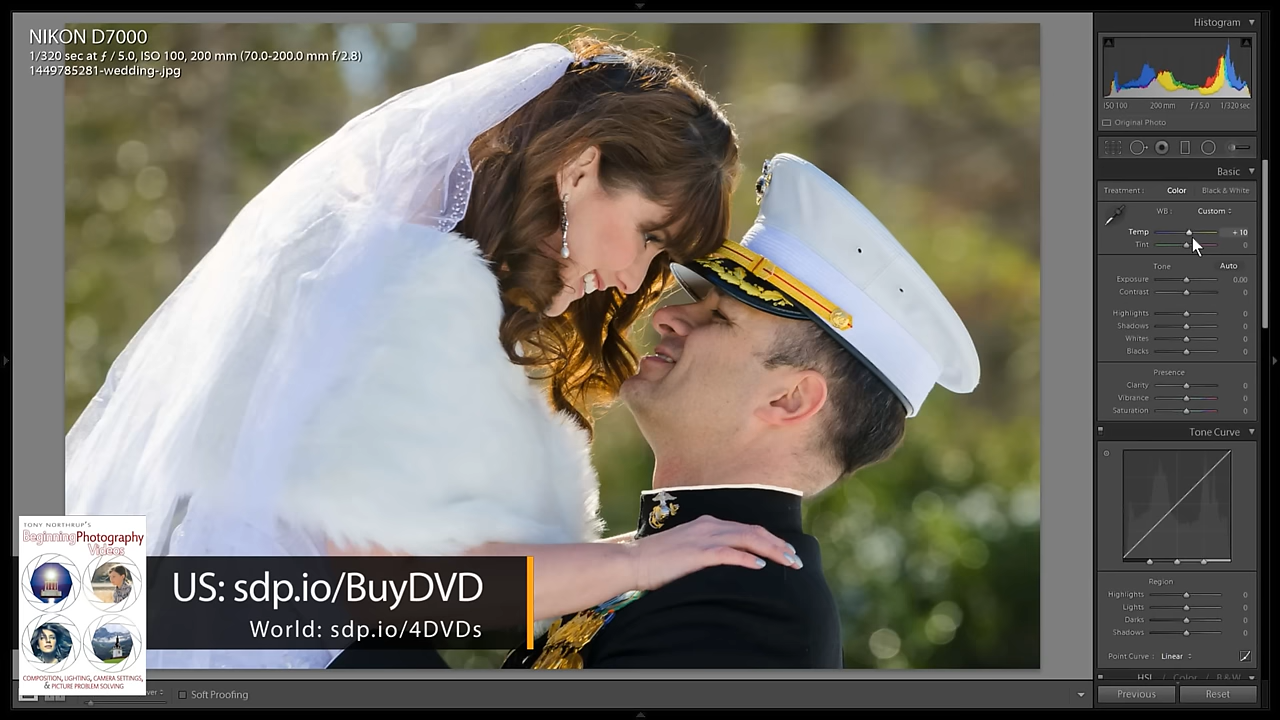 NIKON D7000
1/320 sec at ƒ / 5.0, ISO 100, 200 mm (70.0-200.0 mm f/2.8)
1449785281-wedding-.jpg
Histogram
ISO 100 200 mm ƒ / 5.0 1/320 sec
Original Photo
Basic
Treatment : Color Black & White
WB : Custom
Temp + 10
Tint 0
Tone Auto
Exposure 0.00
Contrast 0
Highlights 0
Shadows 0
Whites 0
Blacks 0
Presence
Clarity 0
Vibrance 0
Saturation 0
Tone Curve
Region
Highlights 0
Lights 0
Darks 0
Shadows 0
Point Curve : Linear
HSL / Color / B & W
Previous Reset
TONY NORTHRUP'S
BeginningPhotography
Videos
COMPOSITION, LIGHTING, CAMERA SETTINGS,
& PICTURE PROBLEM SOLVING
US: sdp.io/BuyDVD
World: sdp.io/4DVDs
Soft Proofing